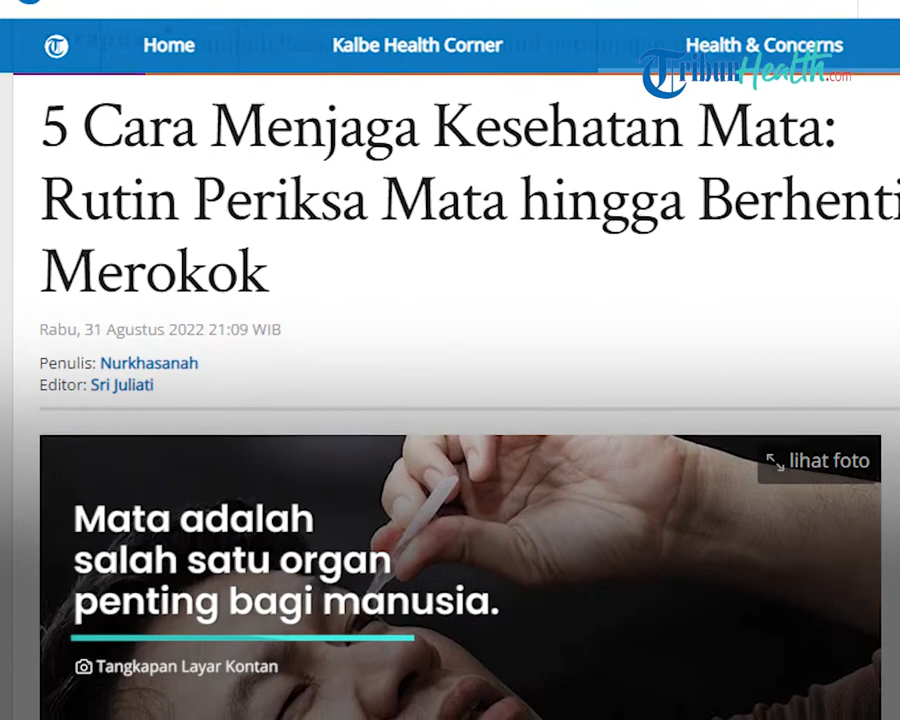 Home Kalbe Health Corner Health & Concerns
TribunHealth.com
5 Cara Menjaga Kesehatan Mata:
Rutin Periksa Mata hingga Berhenti
Merokok
Rabu, 31 Agustus 2022 21:09 WIB
Penulis: Nurkhasanah
Editor: Sri Juliati
lihat foto
Mata adalah
salah satu organ
penting bagi manusia.
Tangkapan Layar Kontan